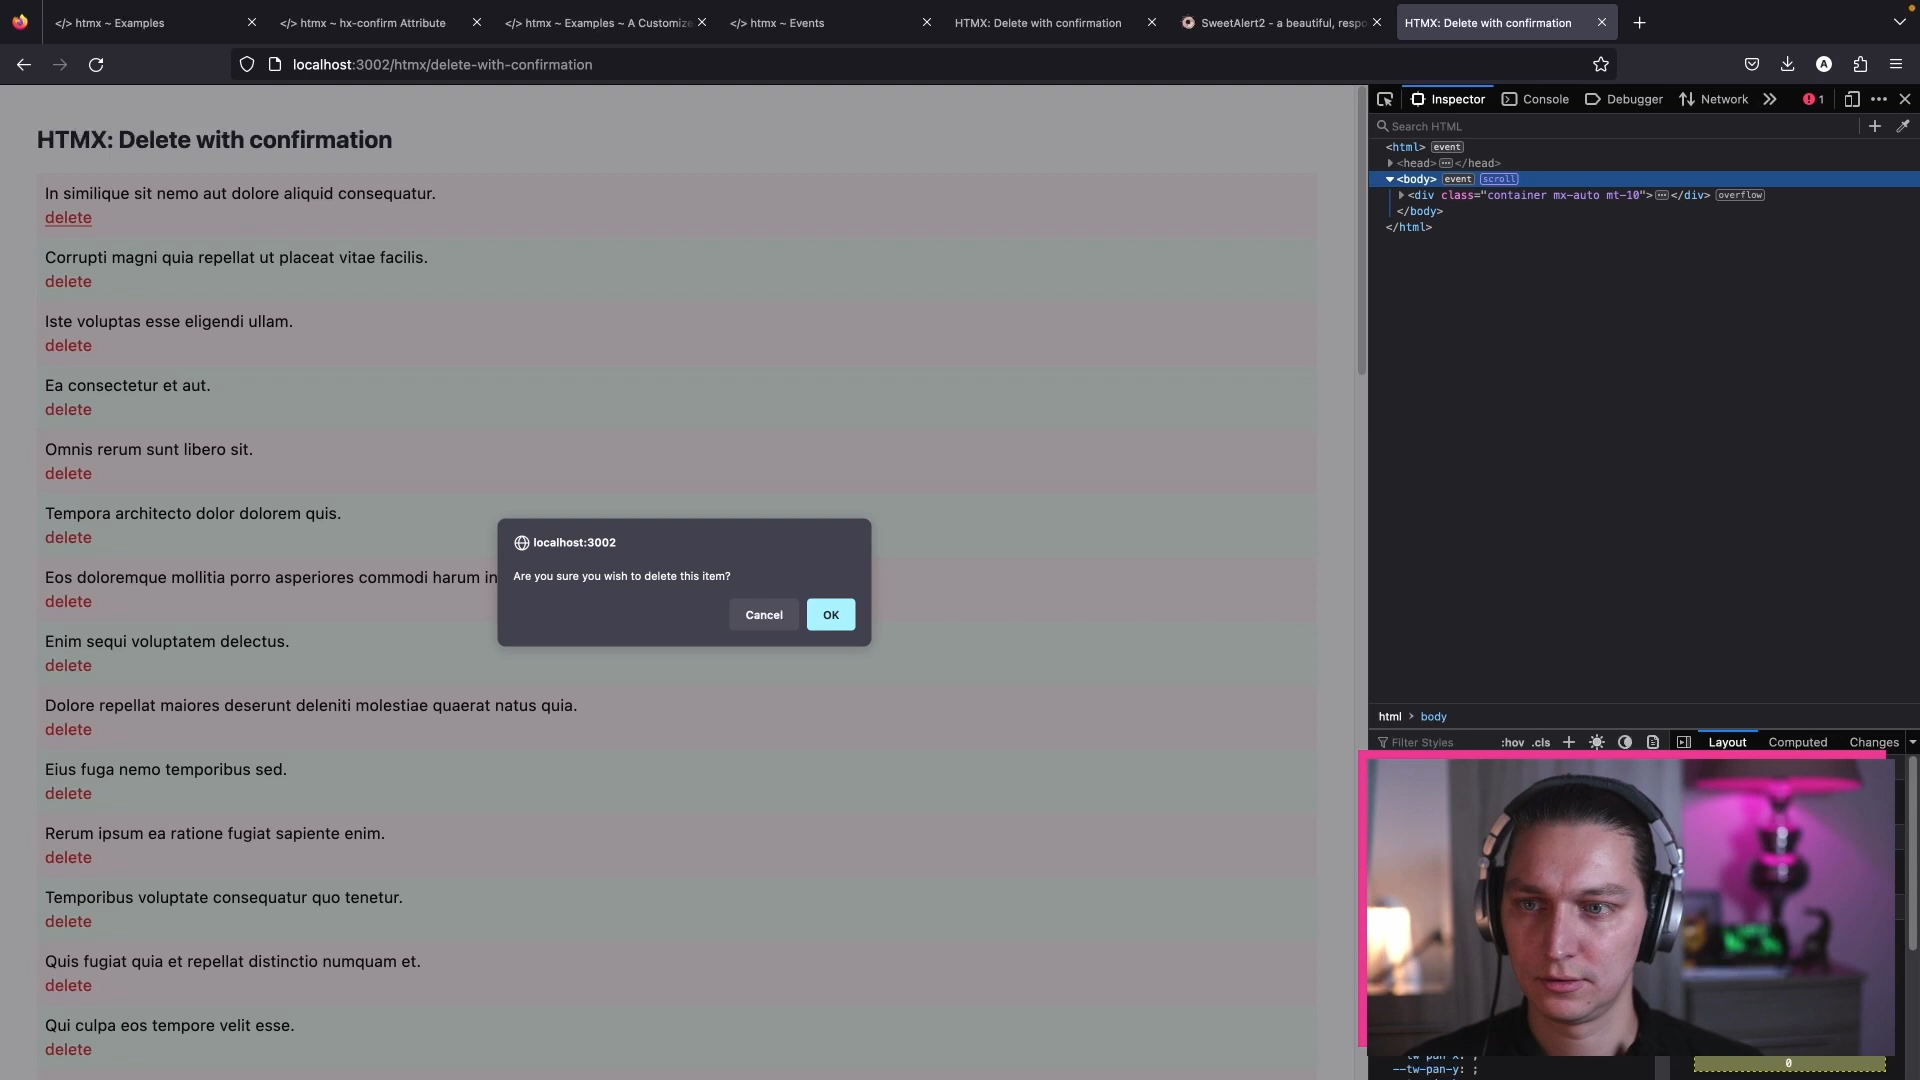 </> htmx ~ Examples
</> htmx ~ hx-confirm Attribute
</> htmx ~ Examples ~ A Customize
</> htmx ~ Events
HTMX: Delete with confirmation
SweetAlert2 - a beautiful, respo
HTMX: Delete with confirmation
localhost:3002/htmx/delete-with-confirmation
A
HTMX: Delete with confirmation
In similique sit nemo aut dolore aliquid consequatur.
delete
Corrupti magni quia repellat ut placeat vitae facilis.
delete
Iste voluptas esse eligendi ullam.
delete
Ea consectetur et aut.
delete
Omnis rerum sunt libero sit.
delete
Tempora architecto dolor dolorem quis.
delete
Eos doloremque mollitia porro asperiores commodi harum in
delete
Enim sequi voluptatem delectus.
delete
Dolore repellat maiores deserunt deleniti molestiae quaerat natus quia.
delete
Eius fuga nemo temporibus sed.
delete
Rerum ipsum ea ratione fugiat sapiente enim.
delete
Temporibus voluptate consequatur quo tenetur.
delete
Quis fugiat quia et repellat distinctio numquam et.
delete
Qui culpa eos tempore velit esse.
delete
localhost:3002
Are you sure you wish to delete this item?
Cancel OK
Inspector Console Debugger Network 1
Search HTML
<html> event
<head> ... </head>
<body> event scroll
<div class="container mx-auto mt-10"> ... </div> overflow
</body>
</html>
html > body
Filter Styles :hov .cls + Layout Computed Changes
--tw-pan-x: ;
--tw-pan-y: ;
0